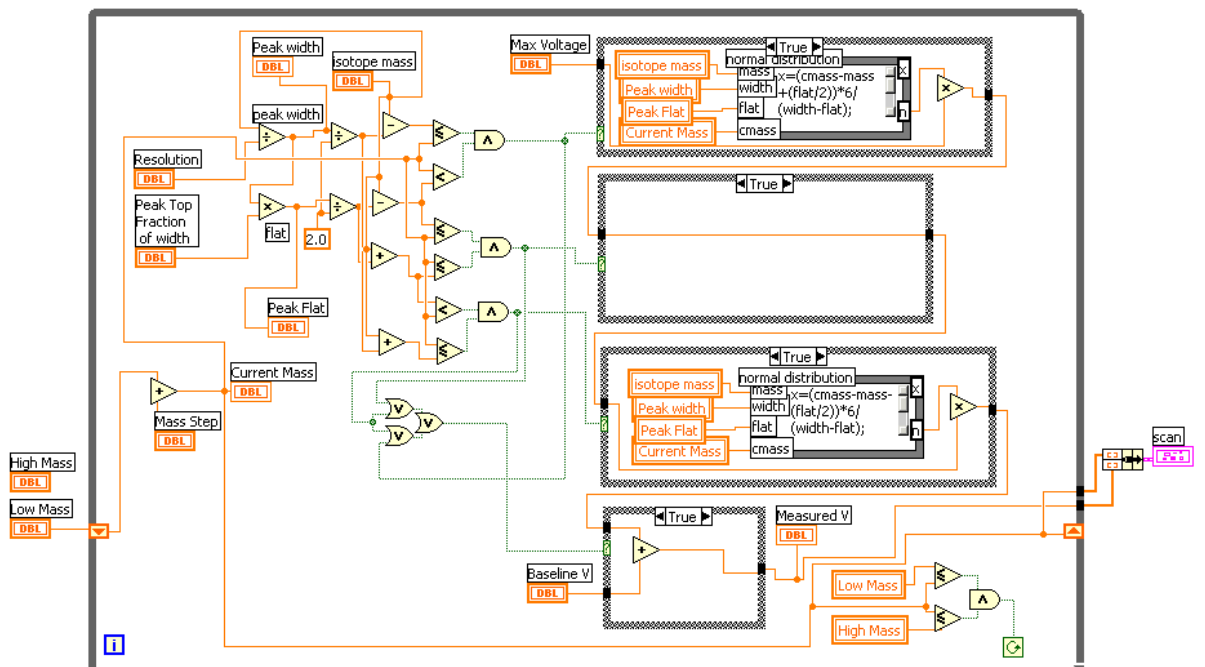 Peak width
DBL
isotope mass
DBL
peak width
Resolution
DBL
Peak Top
Fraction
of width
DBL
flat
2.0
Peak Flat
DBL
Max Voltage
DBL
True
normal distribution
isotope mass
Peak width
Peak Flat
Current Mass
mass
width
flat
cmass
x=(cmass-mass
+(flat/2))*6/
(width-flat);
x
n
True
True
normal distribution
isotope mass
Peak width
Peak Flat
Current Mass
mass
width
flat
cmass
x=(cmass-mass-
(flat/2))*6/
(width-flat);
x
n
Current Mass
DBL
Mass Step
DBL
High Mass
DBL
Low Mass
DBL
True
Measured V
DBL
Baseline V
DBL
Low Mass
High Mass
scan
i